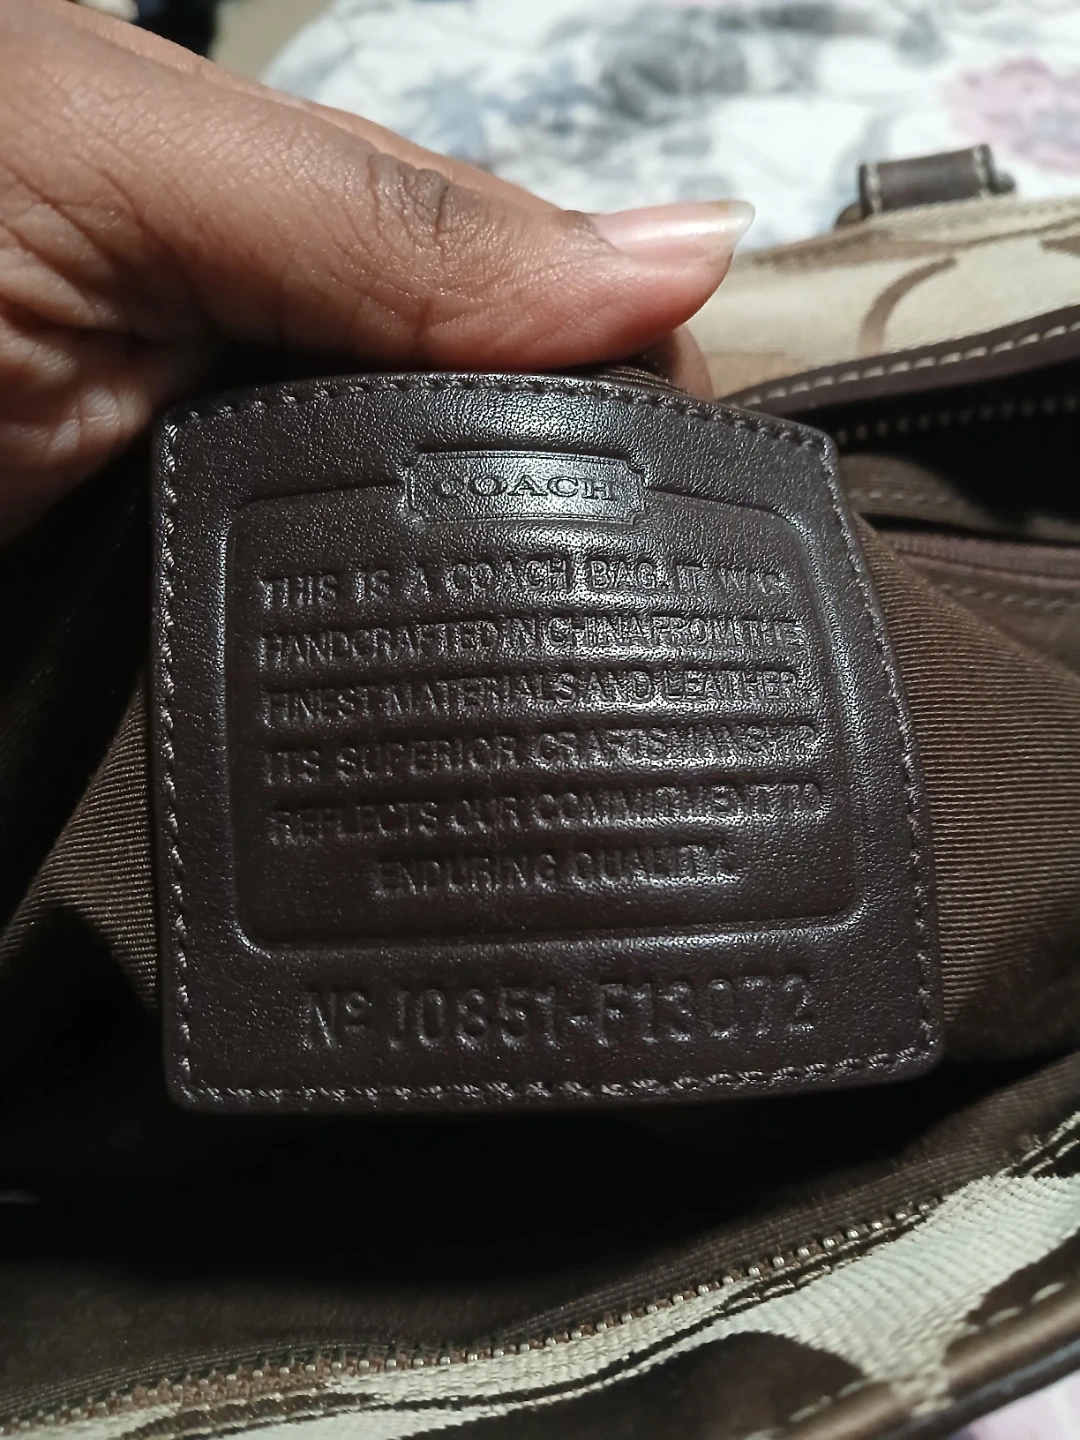 COACH
THIS IS A COACH BAG. IT WAS
HANDCRAFTED IN CHINA FROM THE
FINEST MATERIALS AND LEATHER.
ITS SUPERIOR CRAFTSMANSHIP
REFLECTS OUR COMMITMENT TO
ENDURING QUALITY.
Nº J0851-F13072